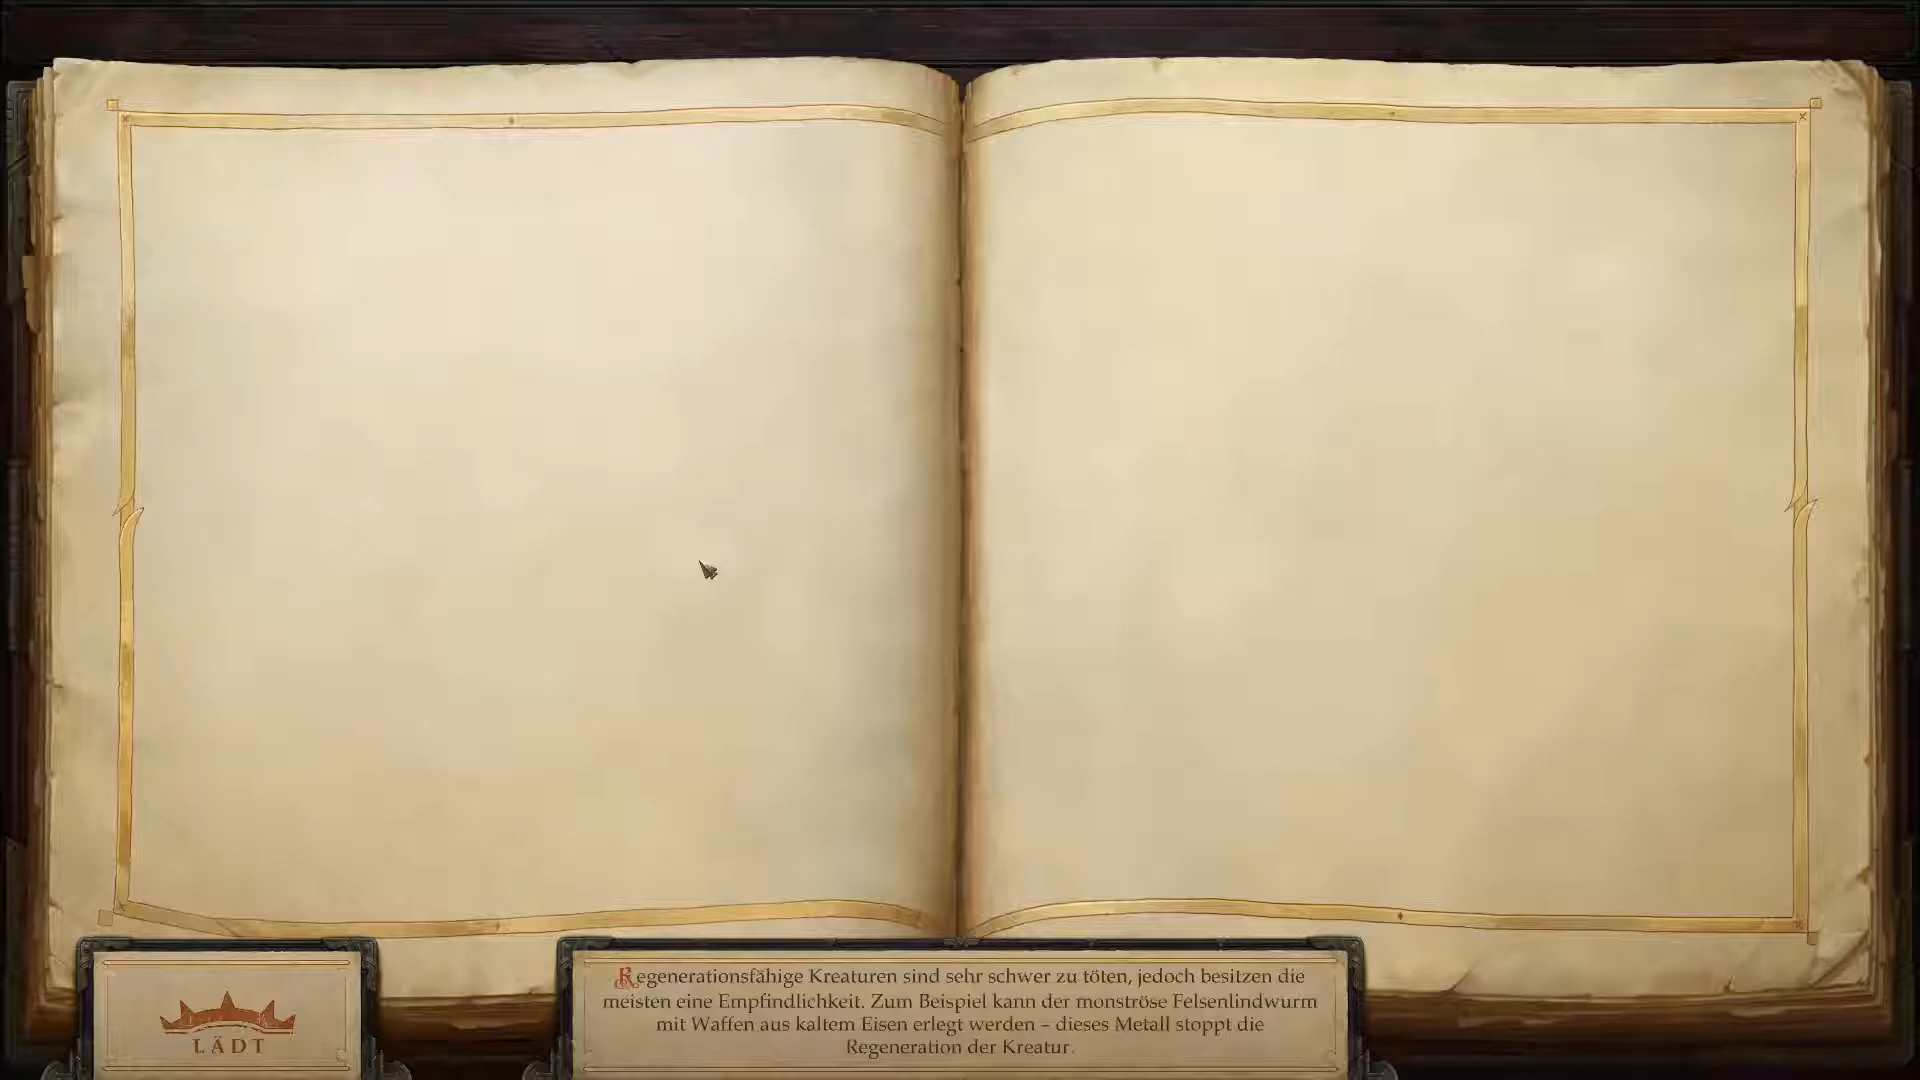 Regenerationsfähige Kreaturen sind sehr schwer zu töten, jedoch besitzen die
meisten eine Empfindlichkeit. Zum Beispiel kann der monströse Felsenlindwurm
mit Waffen aus kaltem Eisen erlegt werden – dieses Metall stoppt die
Regeneration der Kreatur.
LÄDT